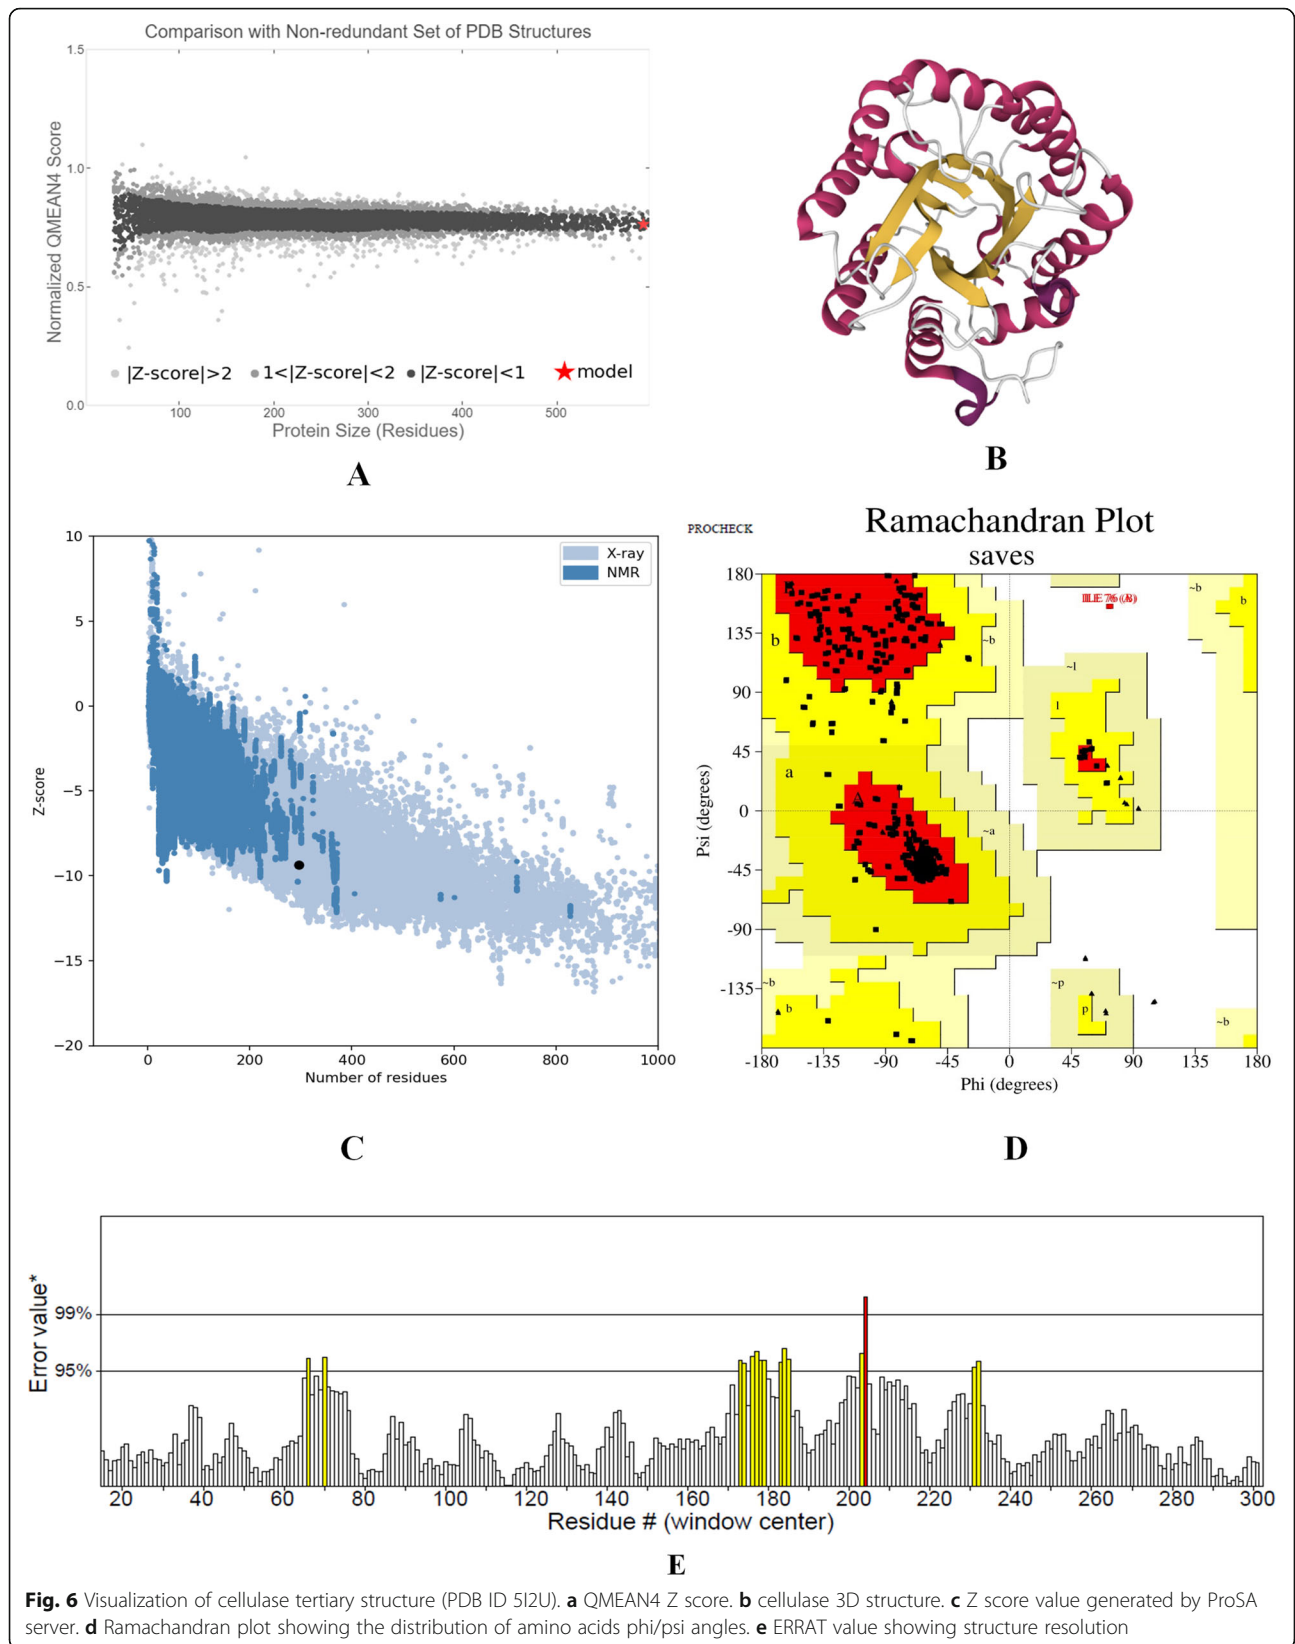 Comparison with Non-redundant Set of PDB Structures
1.5
1.0
0.5
0.0
Normalized QMEAN4 Score
|Z-score|>2 1<|Z-score|<2 |Z-score|<1 model
100 200 300 400 500
Protein Size (Residues)
A
B
10
5
0
−5
−10
−15
−20
Z-score
X-ray
NMR
0 200 400 600 800 1000
Number of residues
C
PROCHECK
Ramachandran Plot
saves
180
135
90
45
0
-45
-90
-135
Psi (degrees)
B
ILE 76 (A)
~b
b
b
~b
~l
l
a
A
~a
~b
b
~p
p
~b
-180 -135 -90 -45 0 45 90 135 180
Phi (degrees)
D
Error value*
99%
95%
20 40 60 80 100 120 140 160 180 200 220 240 260 280 300
Residue # (window center)
E
Fig. 6 Visualization of cellulase tertiary structure (PDB ID 5I2U). a QMEAN4 Z score. b cellulase 3D structure. c Z score value generated by ProSA
server. d Ramachandran plot showing the distribution of amino acids phi/psi angles. e ERRAT value showing structure resolution